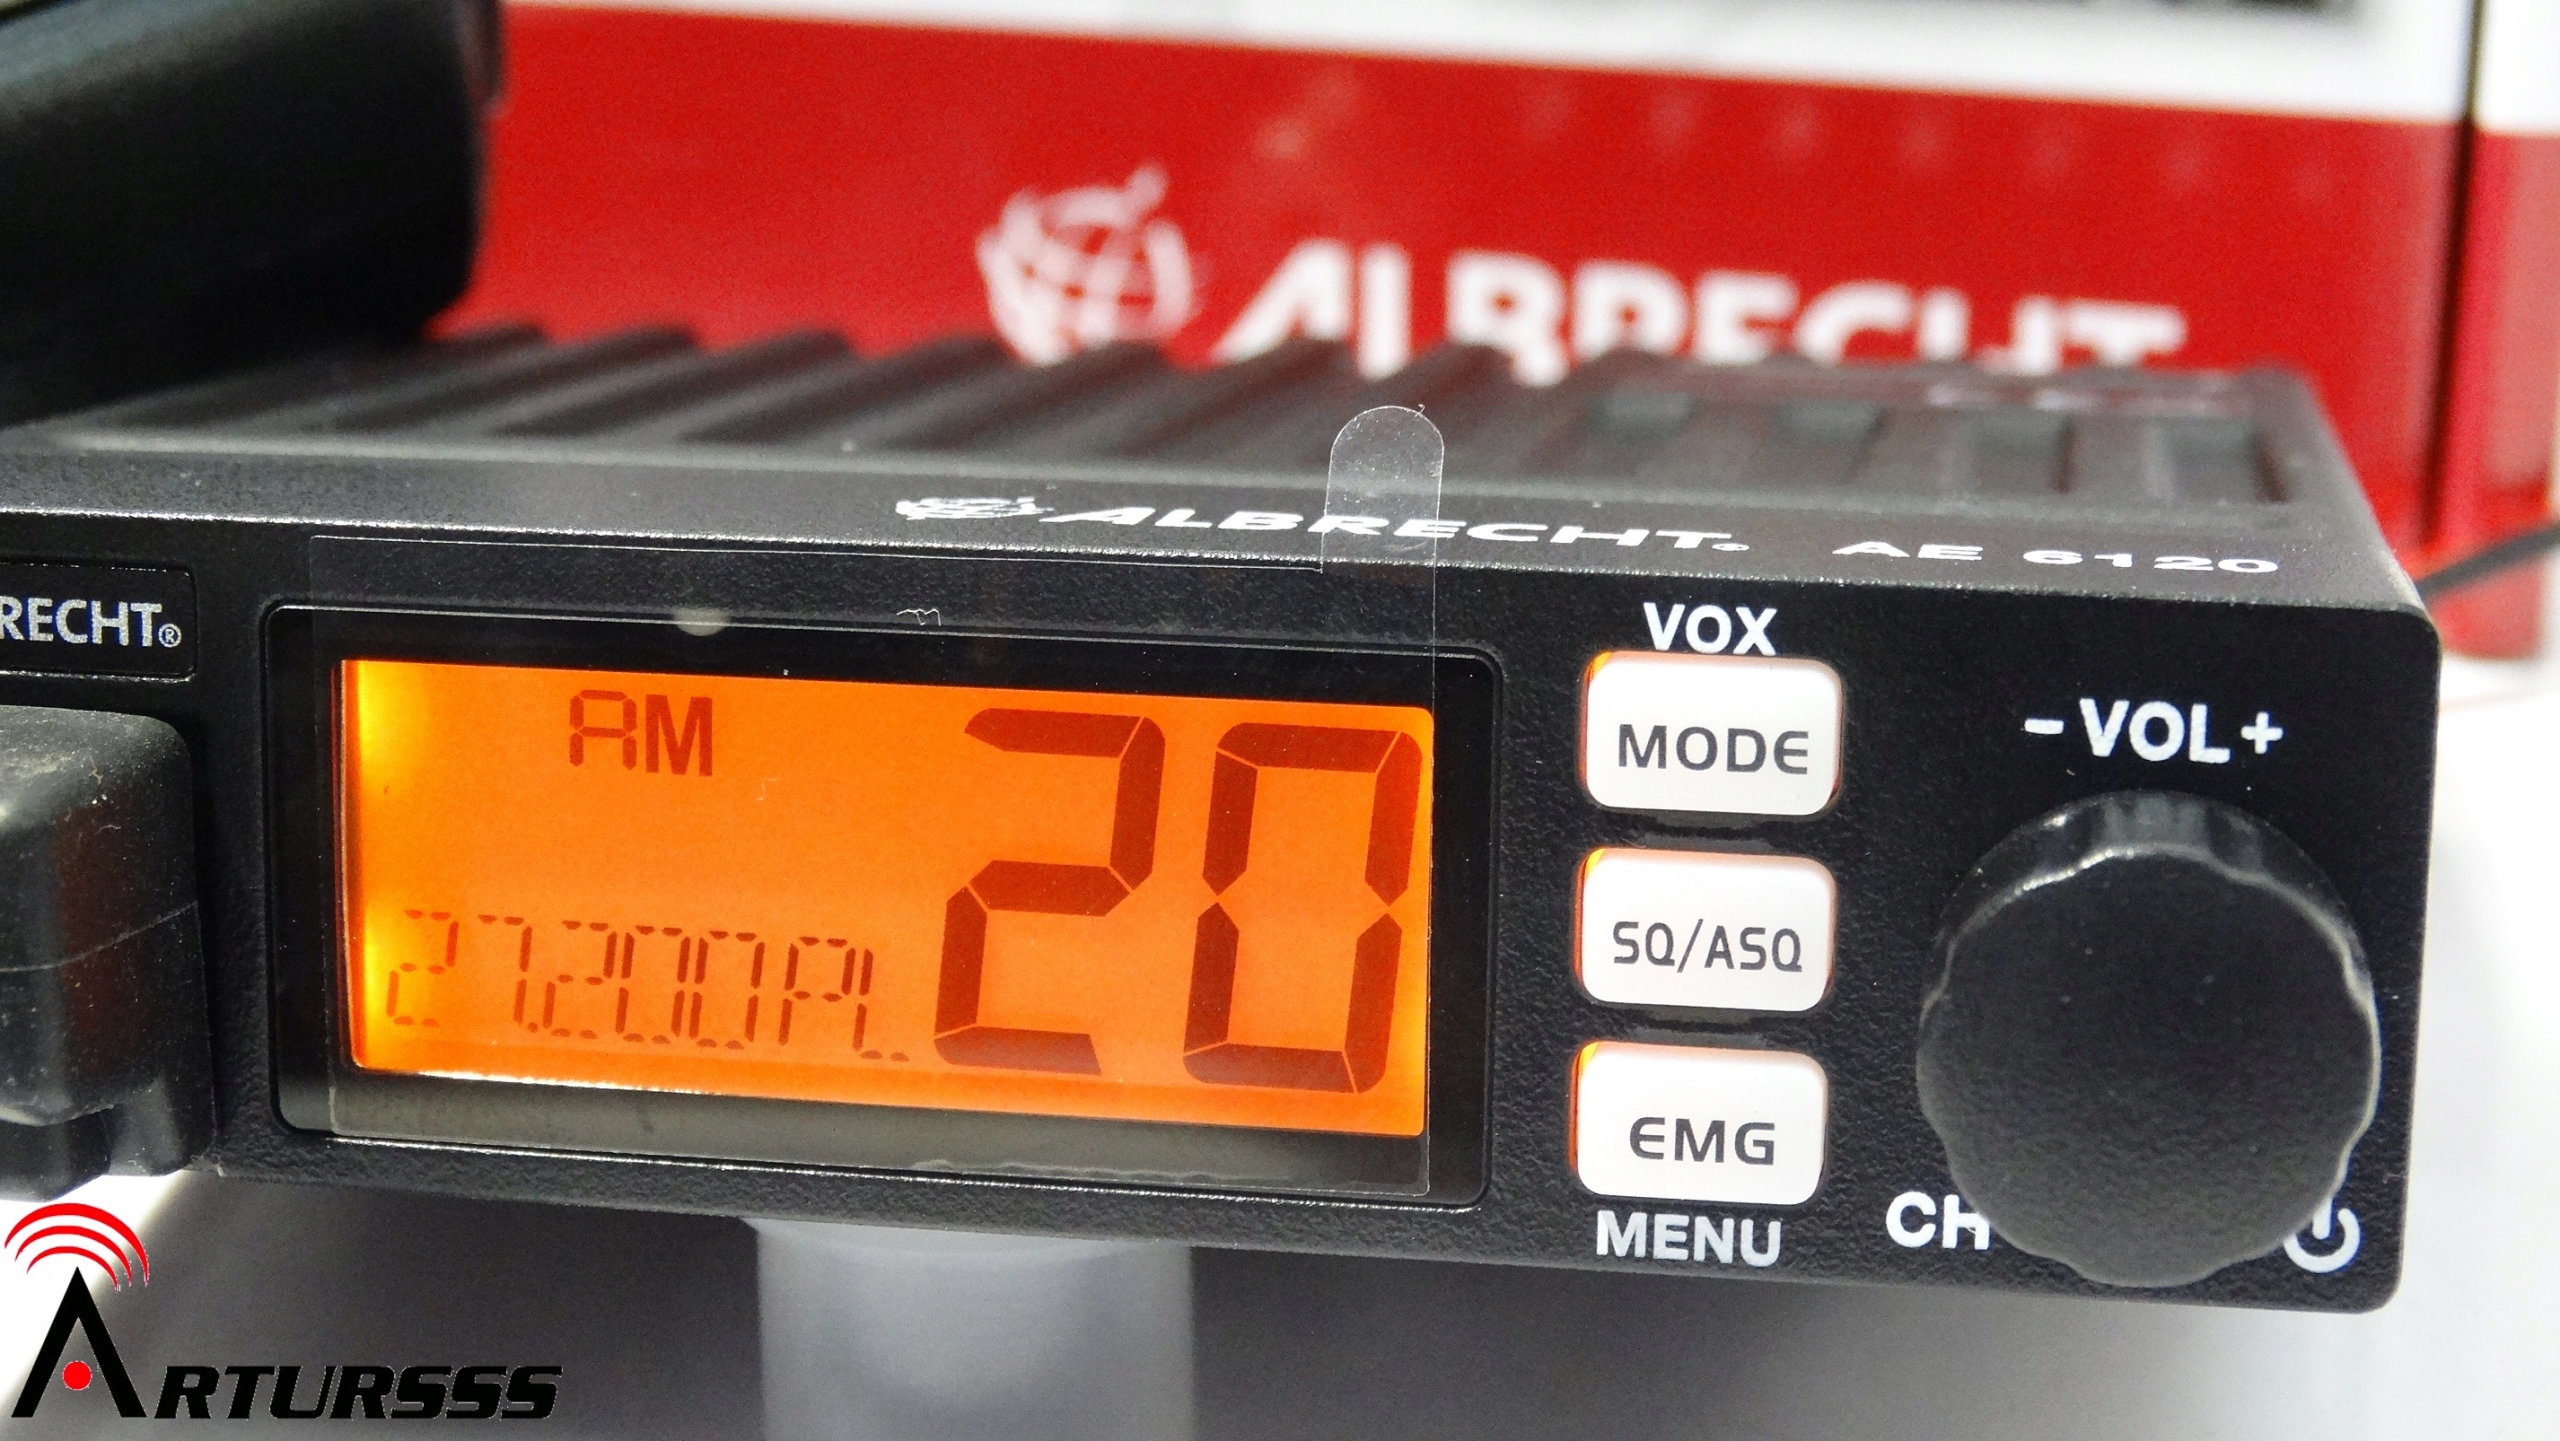 ALBRECHT
ALBRECHT® AE 6120
RECHT®
VOX
MODE
- VOL +
AM
20
27.200PL
SQ/ASQ
EMG
MENU
CH
ARTURSSS